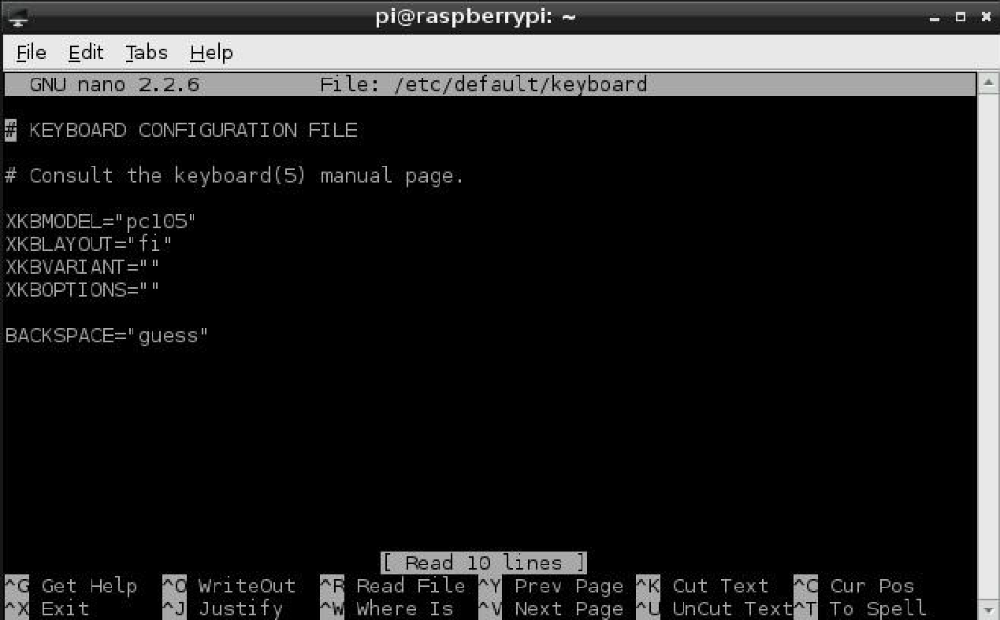 pi@raspberrypi: ~
File Edit Tabs Help
GNU nano 2.2.6 File: /etc/default/keyboard
# KEYBOARD CONFIGURATION FILE
# Consult the keyboard(5) manual page.
XKBMODEL="pc105"
XKBLAYOUT="fi"
XKBVARIANT=""
XKBOPTIONS=""
BACKSPACE="guess"
[ Read 10 lines ]
^G Get Help ^O WriteOut ^R Read File ^Y Prev Page ^K Cut Text ^C Cur Pos
^X Exit ^J Justify ^W Where Is ^V Next Page ^U UnCut Text^T To Spell